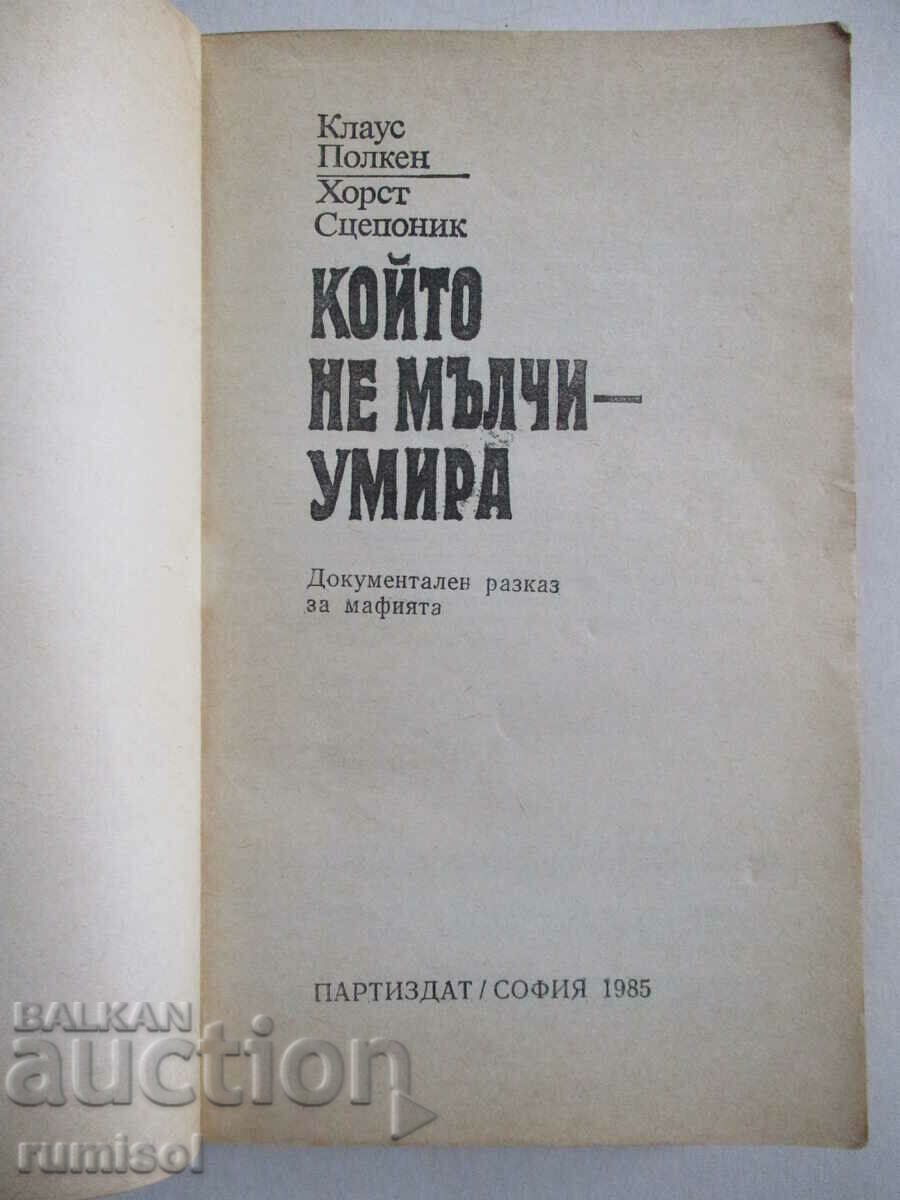 Клаус
Полкен
Хорст
Сцепоник
КОЙТО
НЕ МЪЛЧИ—
УМИРА
Документален разказ
за мафията
ПАРТИЗДАТ / СОФИЯ 1985
BALKAN
auction
rumisol